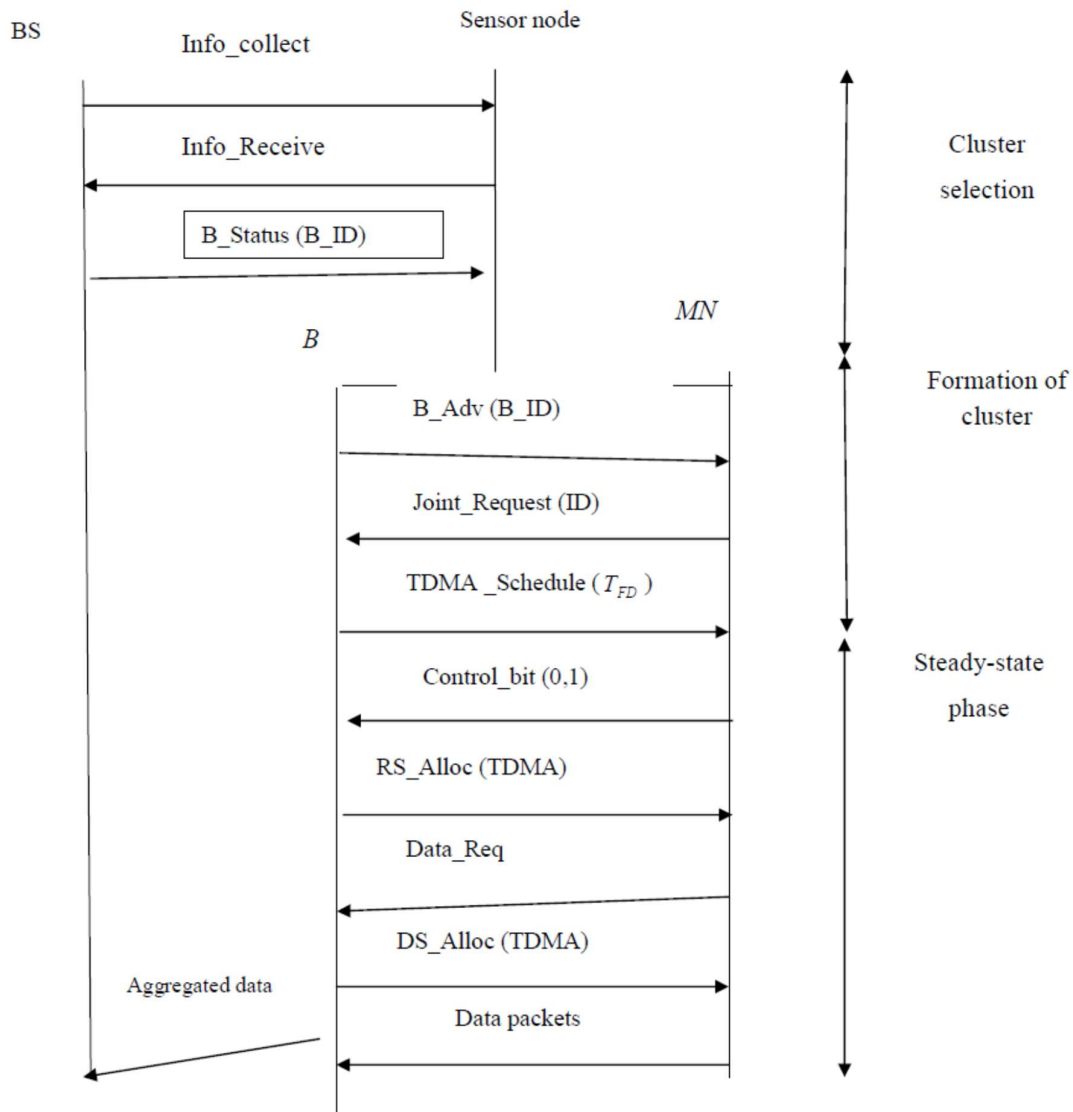 BS
Sensor node
Info_collect
Info_Receive
Cluster
selection
B_Status (B_ID)
B
MN
Formation of
cluster
B_Adv (B_ID)
Joint_Request (ID)
TDMA _Schedule ( T_FD )
Steady-state
phase
Control_bit (0,1)
RS_Alloc (TDMA)
Data_Req
DS_Alloc (TDMA)
Aggregated data
Data packets